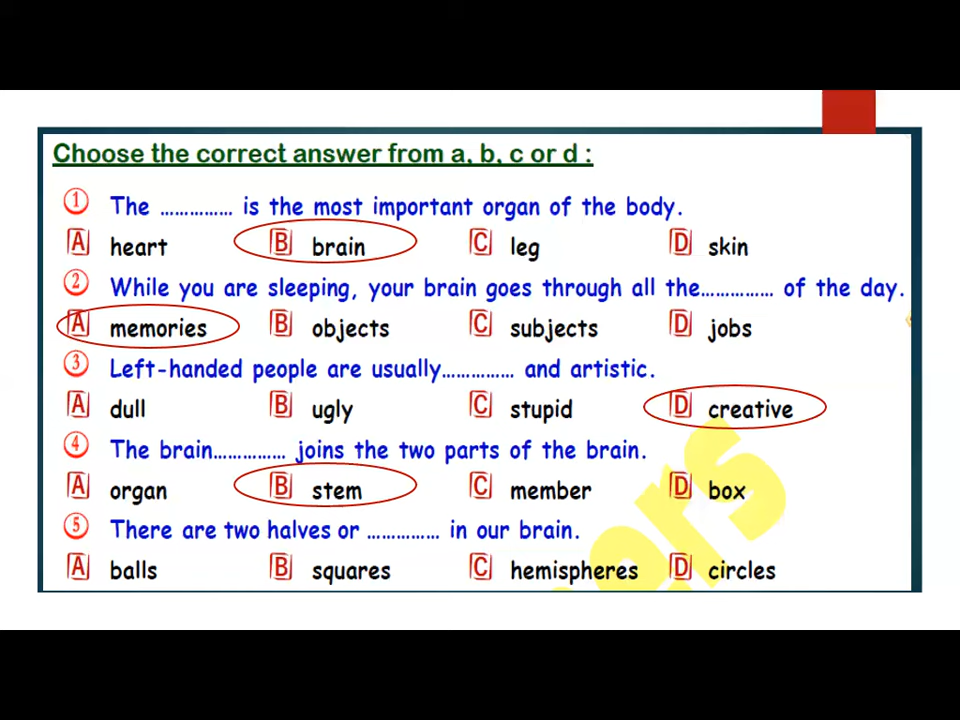 Choose the correct answer from a, b, c or d :
1 The …………… is the most important organ of the body.
A heart B brain C leg D skin
2 While you are sleeping, your brain goes through all the…………… of the day.
A memories B objects C subjects D jobs
3 Left-handed people are usually…………… and artistic.
A dull B ugly C stupid D creative
4 The brain…………… joins the two parts of the brain.
A organ B stem C member D box
5 There are two halves or …………… in our brain.
A balls B squares C hemispheres D circles